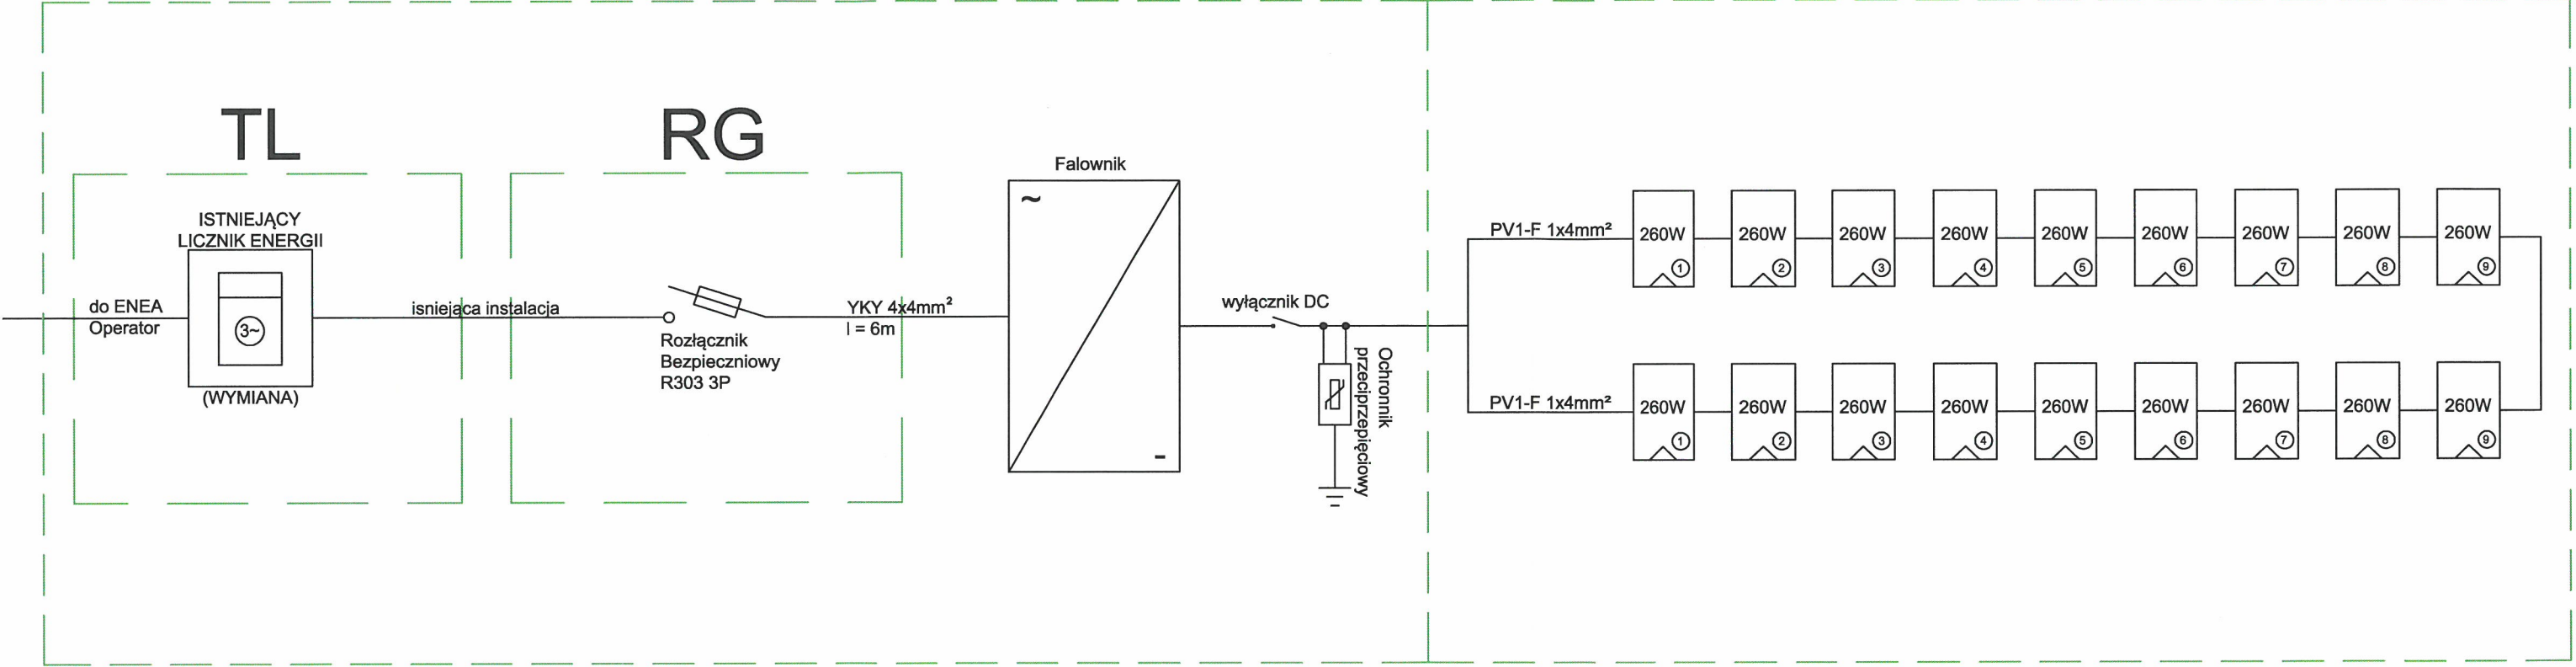 TL
RG
Falownik
ISTNIEJĄCY
LICZNIK ENERGII
3~
(WYMIANA)
do ENEA
Operator
isniejąca instalacja
Rozłącznik
Bezpieczniowy
R303 3P
YKY 4x4mm²
l = 6m
~
-
wyłącznik DC
Ochronnik
przeciprzepięciowy
PV1-F 1x4mm²
260W 260W 260W 260W 260W 260W 260W 260W 260W
1 2 3 4 5 6 7 8 9
PV1-F 1x4mm²
260W 260W 260W 260W 260W 260W 260W 260W 260W
1 2 3 4 5 6 7 8 9